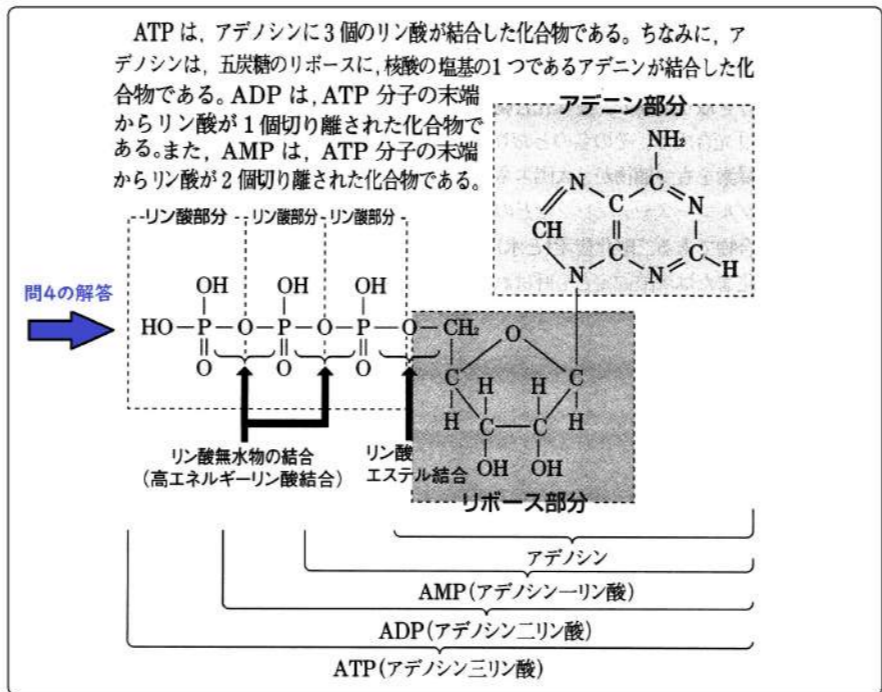 ATPは，アデノシンに3個のリン酸が結合した化合物である。ちなみに，ア
デノシンは，五炭糖のリボースに，核酸の塩基の1つであるアデニンが結合した化
合物である。ADPは，ATP分子の末端
からリン酸が1個切り離された化合物で
ある。また，AMPは，ATP分子の末端
からリン酸が2個切り離された化合物である。
アデニン部分
NH₂
N
C
C
N
CH
C
C
N
N
H
リン酸部分
リン酸部分
リン酸部分
問4の解答
OH
OH
OH
HO－P－O－P－O－P－O－CH₂
O
O
O
O
C
H
H
C
H
C－C
H
OH
OH
リン酸無水物の結合
(高エネルギーリン酸結合)
リン酸
エステル結合
リボース部分
アデノシン
AMP(アデノシン一リン酸)
ADP(アデノシン二リン酸)
ATP(アデノシン三リン酸)